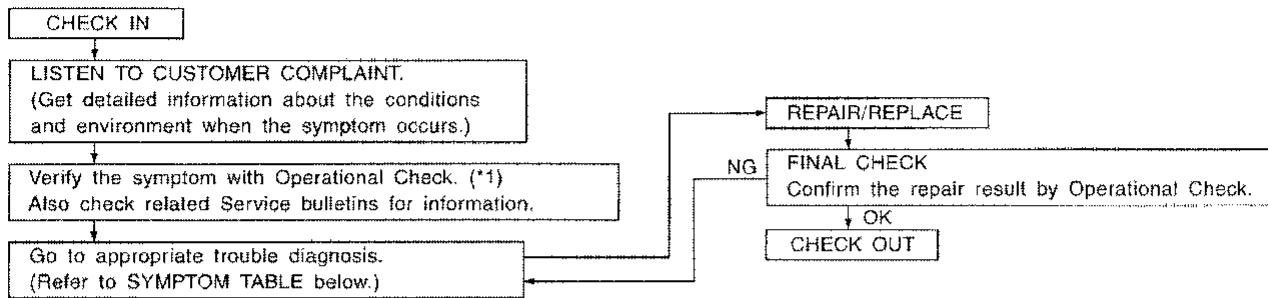 CHECK IN
LISTEN TO CUSTOMER COMPLAINT.
(Get detailed information about the conditions
and environment when the symptom occurs.)
Verify the symptom with Operational Check. (*1)
Also check related Service bulletins for information.
Go to appropriate trouble diagnosis.
(Refer to SYMPTOM TABLE below.)
REPAIR/REPLACE
NG
FINAL CHECK
Confirm the repair result by Operational Check.
OK
CHECK OUT